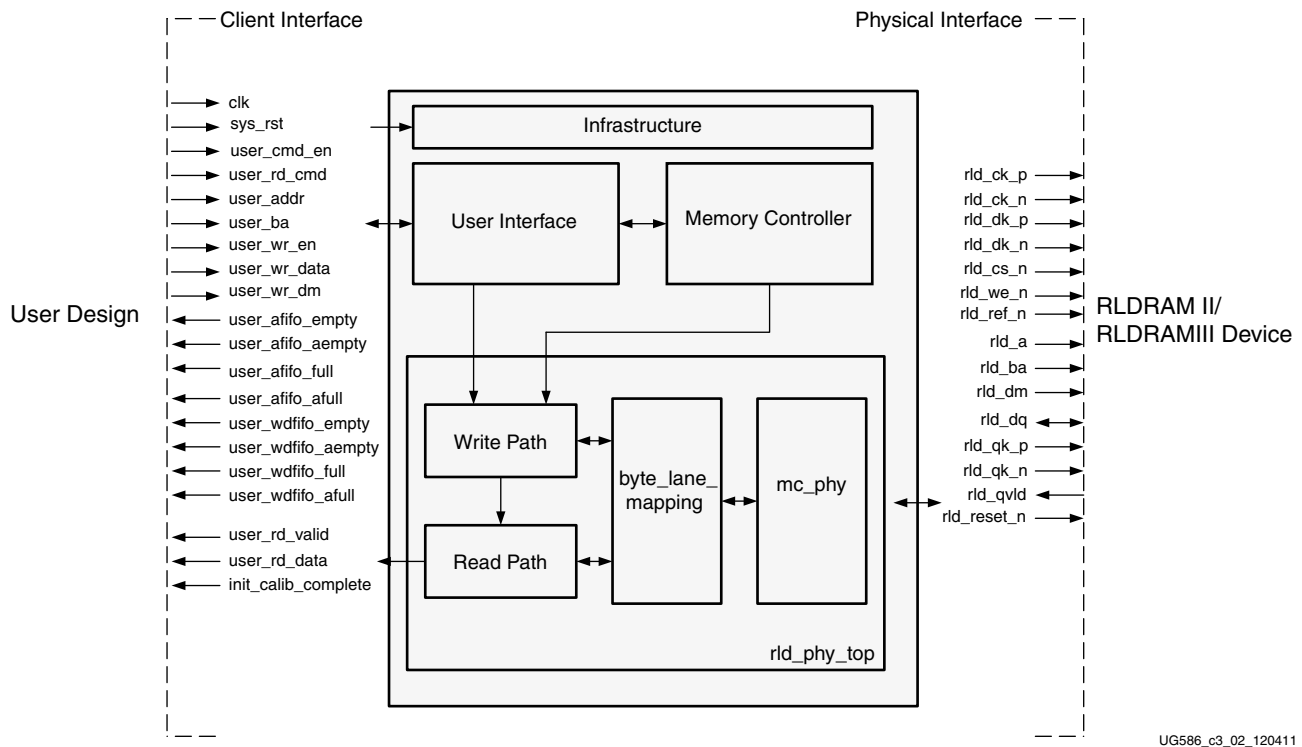 Client Interface
Physical Interface
clk
sys_rst
user_cmd_en
user_rd_cmd
user_addr
user_ba
user_wr_en
user_wr_data
user_wr_dm
user_afifo_empty
user_afifo_aempty
user_afifo_full
user_afifo_afull
user_wdfifo_empty
user_wdfifo_aempty
user_wdfifo_full
user_wdfifo_afull
user_rd_valid
user_rd_data
init_calib_complete
User Design
Infrastructure
User Interface
Memory Controller
Write Path
Read Path
byte_lane_
mapping
mc_phy
rld_phy_top
rld_ck_p
rld_ck_n
rld_dk_p
rld_dk_n
rld_cs_n
rld_we_n
rld_ref_n
rld_a
rld_ba
rld_dm
rld_dq
rld_qk_p
rld_qk_n
rld_qvld
rld_reset_n
RLDRAM II/
RLDRAMIII Device
UG586_c3_02_120411